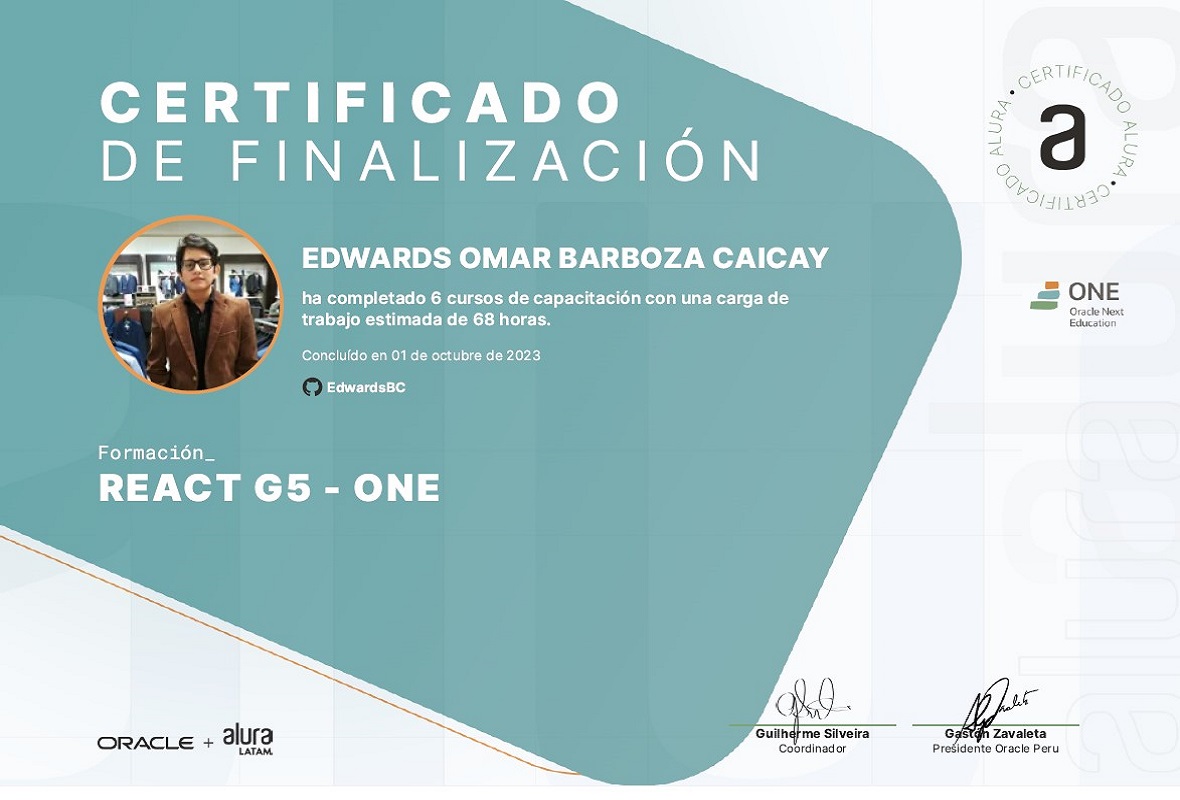 CERTIFICADO
DE FINALIZACIÓN
CERTIFICADO ALURA • CERTIFICADO ALURA •
a
EDWARDS OMAR BARBOZA CAICAY
ha completado 6 cursos de capacitación con una carga de
trabajo estimada de 68 horas.
Concluído en 01 de octubre de 2023
EdwardsBC
ONE
Oracle Next
Education
Formación_
REACT G5 - ONE
ORACLE + alura
LATAM
Guilherme Silveira
Coordinador
Gastón Zavaleta
Presidente Oracle Peru
alura